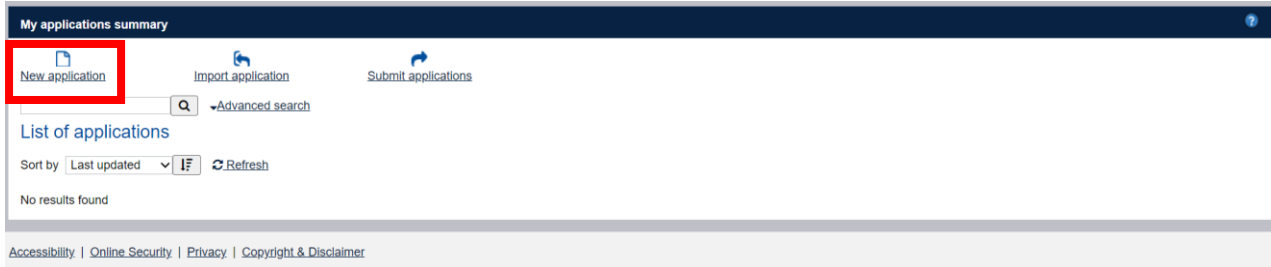 My applications summary ?
New application Import application Submit applications
Advanced search
List of applications
Sort by Last updated Refresh
No results found
Accessibility | Online Security | Privacy | Copyright & Disclaimer